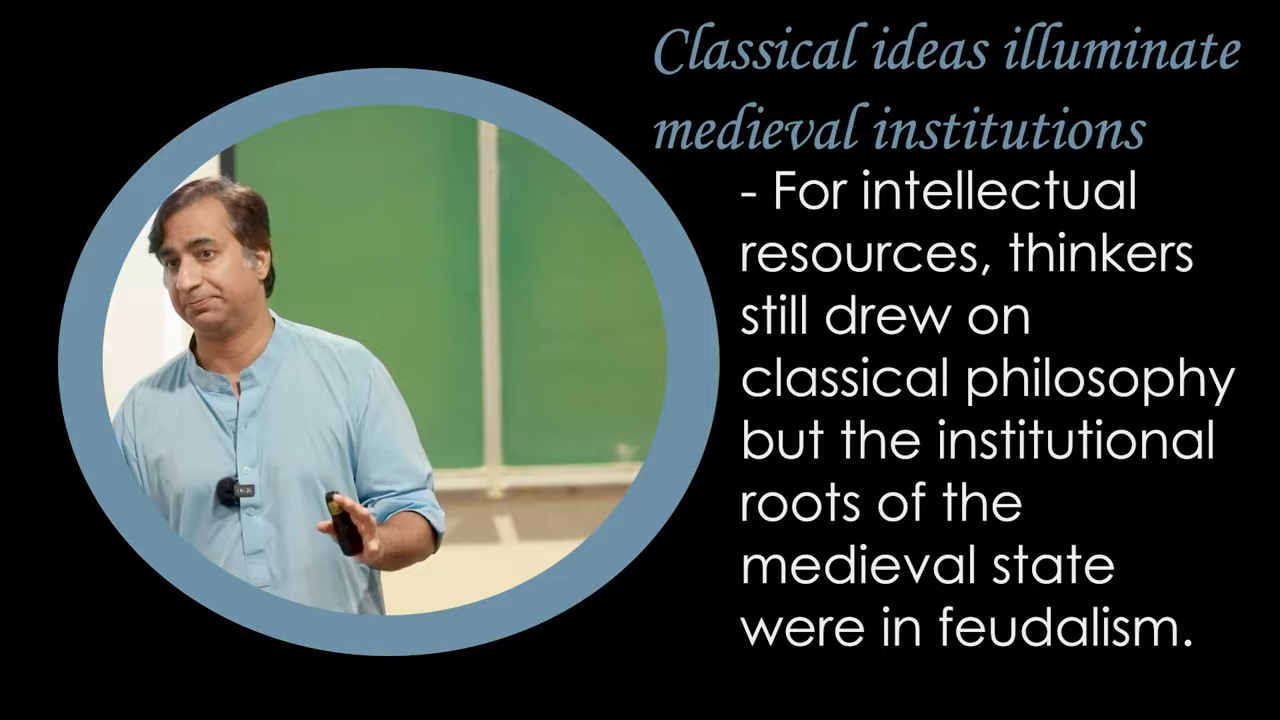 Classical ideas illuminate
medieval institutions
- For intellectual
resources, thinkers
still drew on
classical philosophy
but the institutional
roots of the
medieval state
were in feudalism.